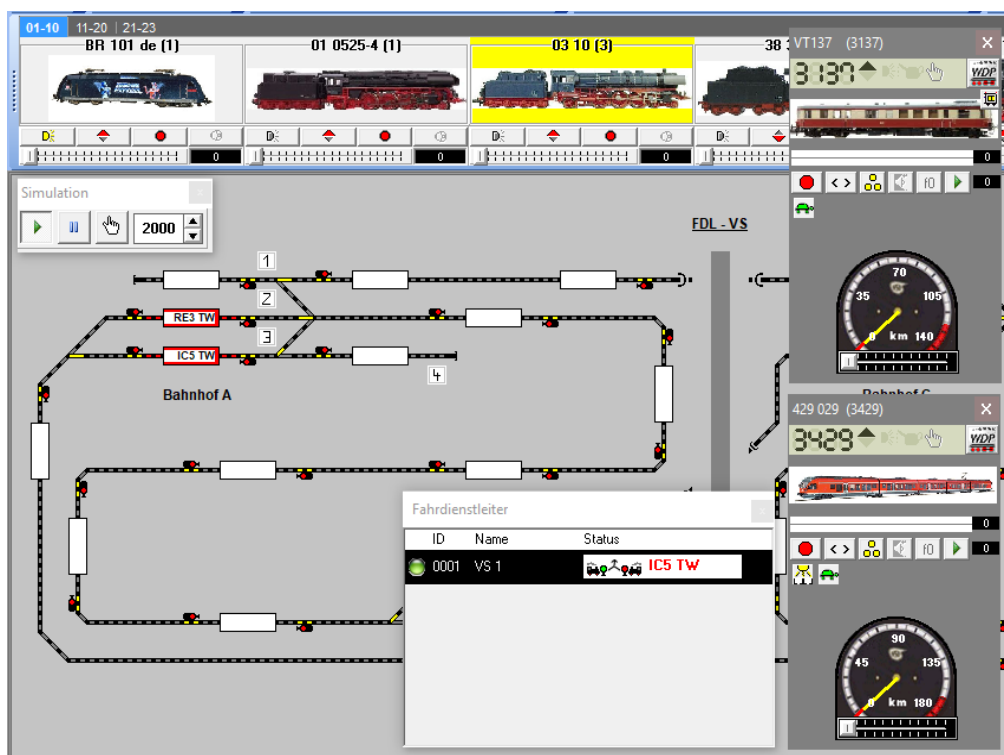 01-10 11-20 21-23
BR 101 de (1) 01 0525-4 (1) 03 10 (3) 38
0 0 0
VT137 (3137)
3137
WDP
0
f0 0
35 70 105
0 km 140
Simulation
2000
FDL - VS
1
2
RE3 TW
3
IC5 TW
4
Bahnhof A
429 029 (3429)
3429
WDP
0
f0 0
45 90 135
0 km 180
Fahrdienstleiter
ID Name Status
0001 VS 1 IC5 TW